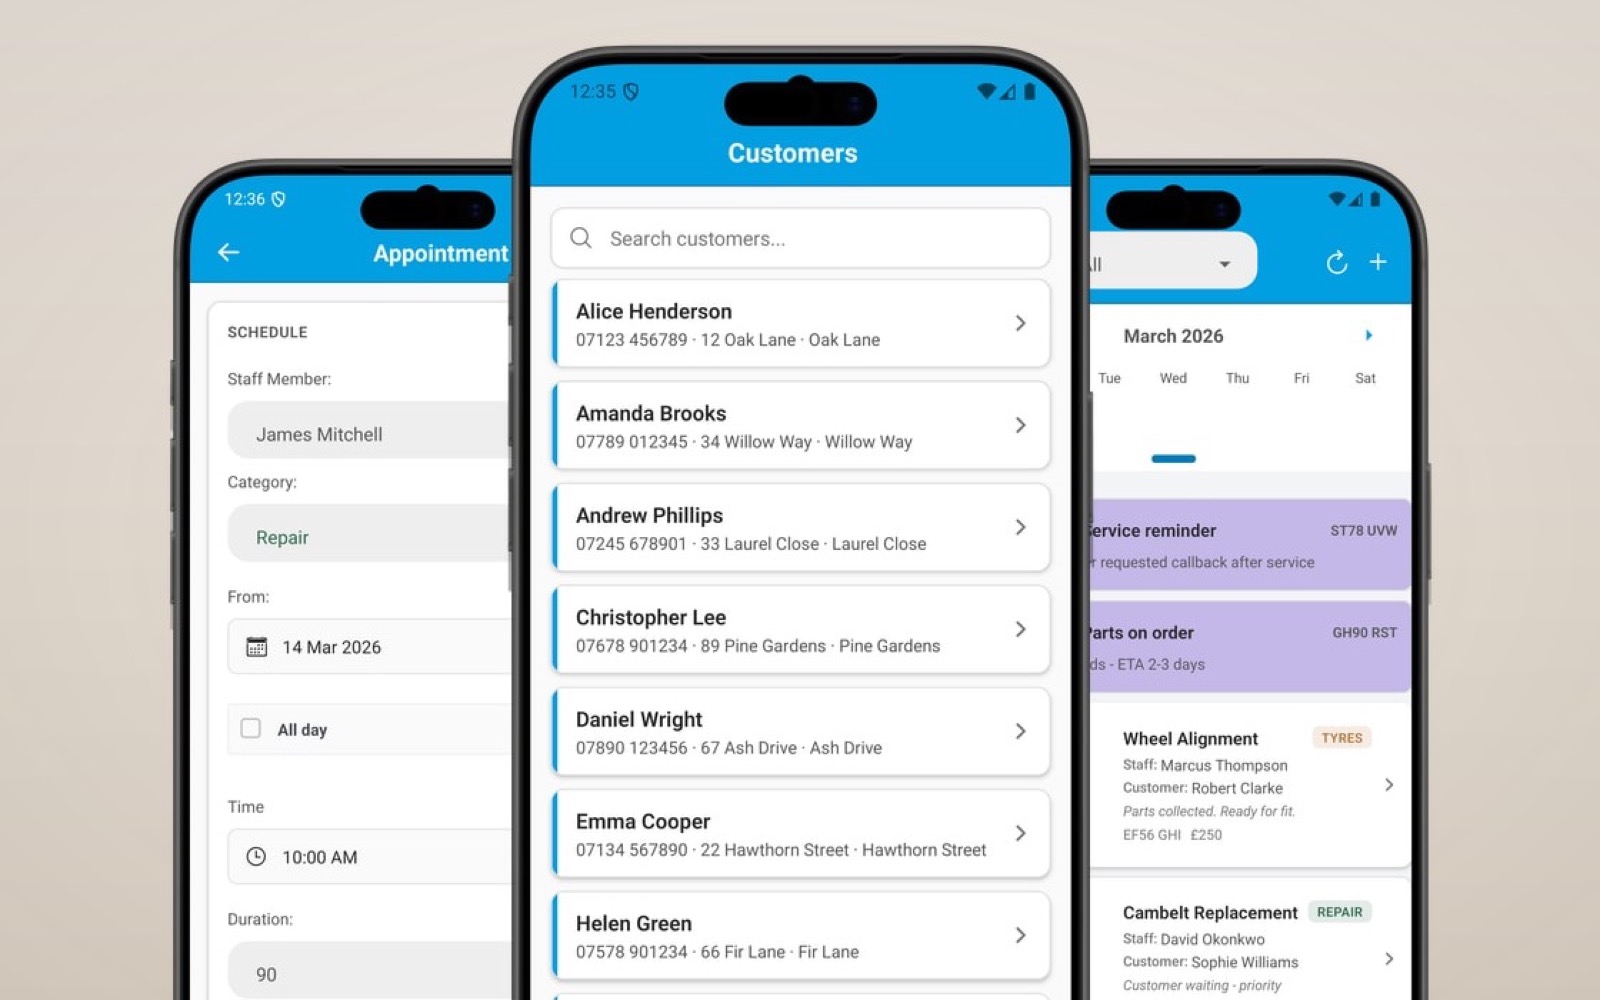 12:36
Appointment
SCHEDULE
Staff Member:
James Mitchell
Category:
Repair
From:
14 Mar 2026
All day
Time
10:00 AM
Duration:
90
12:35
Customers
Search customers...
Alice Henderson
07123 456789 · 12 Oak Lane · Oak Lane
Amanda Brooks
07789 012345 · 34 Willow Way · Willow Way
Andrew Phillips
07245 678901 · 33 Laurel Close · Laurel Close
Christopher Lee
07678 901234 · 89 Pine Gardens · Pine Gardens
Daniel Wright
07890 123456 · 67 Ash Drive · Ash Drive
Emma Cooper
07134 567890 · 22 Hawthorn Street · Hawthorn Street
Helen Green
07578 901234 · 66 Fir Lane · Fir Lane
March 2026
Tue Wed Thu Fri Sat
reminder ST78 UVW
requested callback after service
on order GH90 RST
- ETA 2-3 days
Wheel Alignment TYRES
Staff: Marcus Thompson
Customer: Robert Clarke
Parts collected. Ready for fit.
EF56 GHI £250
Cambelt Replacement REPAIR
Staff: David Okonkwo
Customer: Sophie Williams
Customer waiting - priority